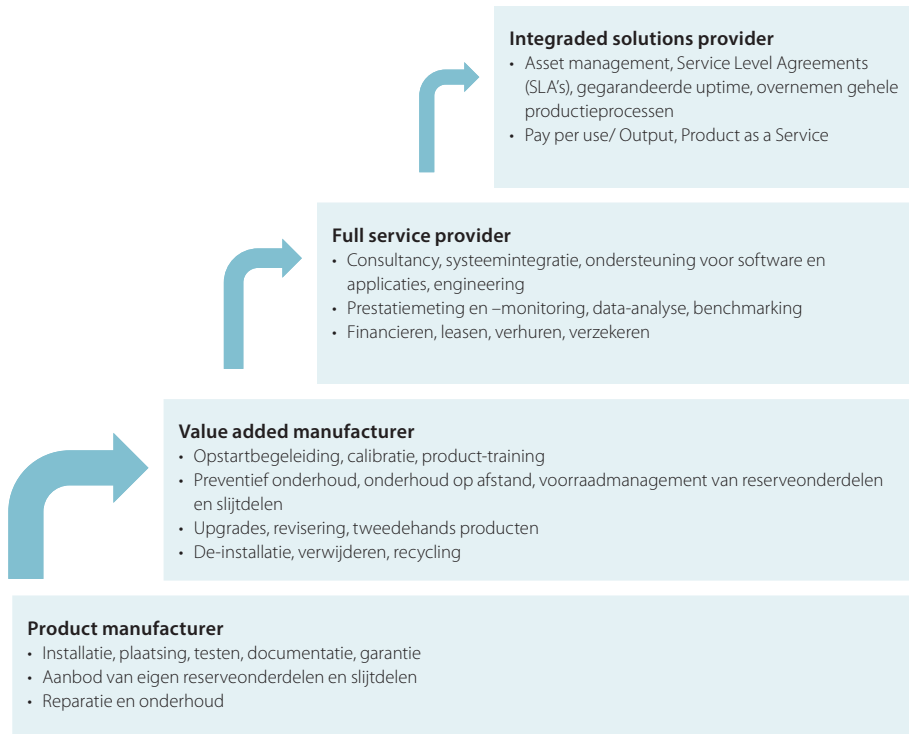 Integraded solutions provider
• Asset management, Service Level Agreements
(SLA's), gegarandeerde uptime, overnemen gehele
productieprocessen
• Pay per use/ Output, Product as a Service
Full service provider
• Consultancy, systeemintegratie, ondersteuning voor software en
applicaties, engineering
• Prestatiemeting en –monitoring, data-analyse, benchmarking
• Financieren, leasen, verhuren, verzekeren
Value added manufacturer
• Opstartbegeleiding, calibratie, product-training
• Preventief onderhoud, onderhoud op afstand, voorraadmanagement van reserveonderdelen
en slijtdelen
• Upgrades, revisering, tweedehands producten
• De-installatie, verwijderen, recycling
Product manufacturer
• Installatie, plaatsing, testen, documentatie, garantie
• Aanbod van eigen reserveonderdelen en slijtdelen
• Reparatie en onderhoud